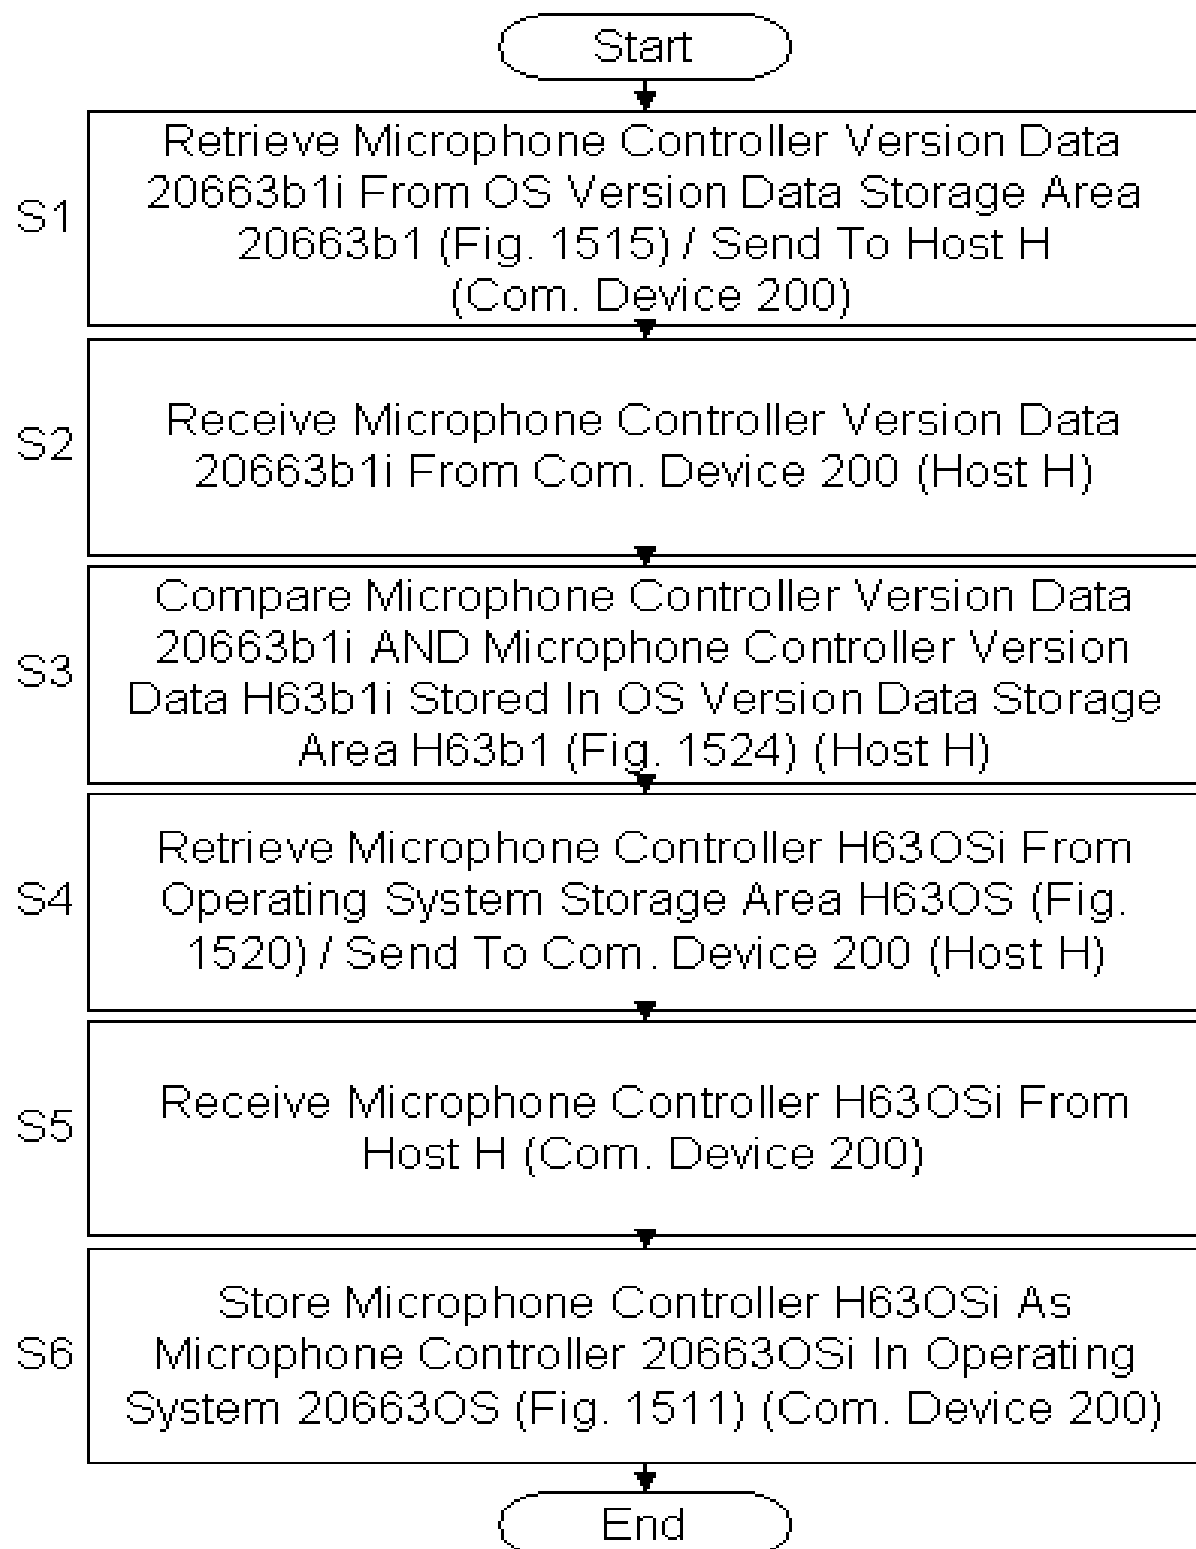 Start
S1
Retrieve Microphone Controller Version Data
20663b1i From OS Version Data Storage Area
20663b1 (Fig. 1515) / Send To Host H
(Com. Device 200)
S2
Receive Microphone Controller Version Data
20663b1i From Com. Device 200 (Host H)
S3
Compare Microphone Controller Version Data
20663b1i AND Microphone Controller Version
Data H63b1i Stored In OS Version Data Storage
Area H63b1 (Fig. 1524) (Host H)
S4
Retrieve Microphone Controller H63OSi From
Operating System Storage Area H63OS (Fig.
1520) / Send To Com. Device 200 (Host H)
S5
Receive Microphone Controller H63OSi From
Host H (Com. Device 200)
S6
Store Microphone Controller H63OSi As
Microphone Controller 20663OSi In Operating
System 20663OS (Fig. 1511) (Com. Device 200)
End